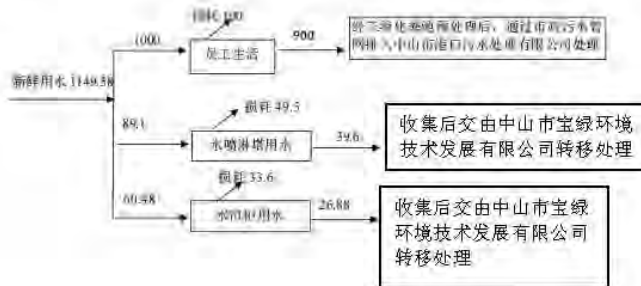 损耗 100
1000
员工生活
900
经三级化粪池预处理后，通过市政污水管
网排入中山市港口污水处理有限公司处理
新鲜用水 1149.58
损耗 49.5
89.1
水喷淋塔用水
39.6
收集后交由中山市宝绿环境
技术发展有限公司转移处理
损耗 33.6
60.48
用水
26.88
收集后交由中山市宝绿
环境技术发展有限公司
转移处理